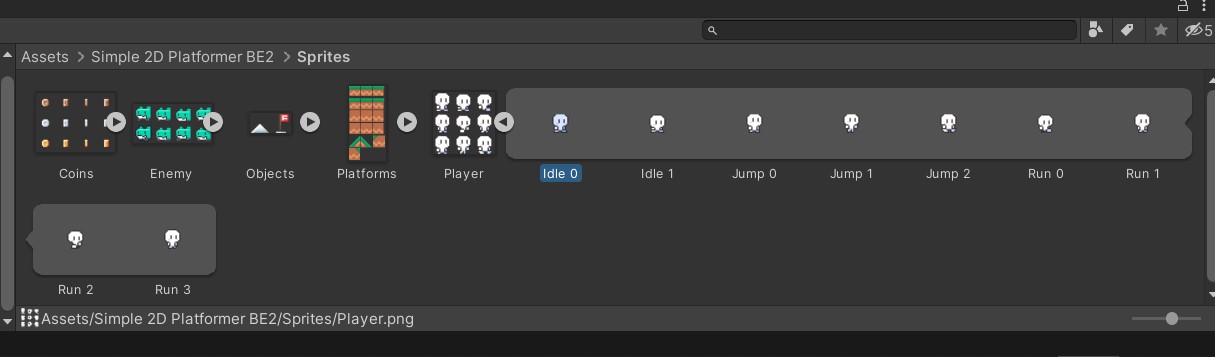 5
Assets > Simple 2D Platformer BE2 > Sprites
Coins Enemy Objects Platforms Player Idle 0 Idle 1 Jump 0 Jump 1 Jump 2 Run 0 Run 1
Run 2 Run 3
Assets/Simple 2D Platformer BE2/Sprites/Player.png